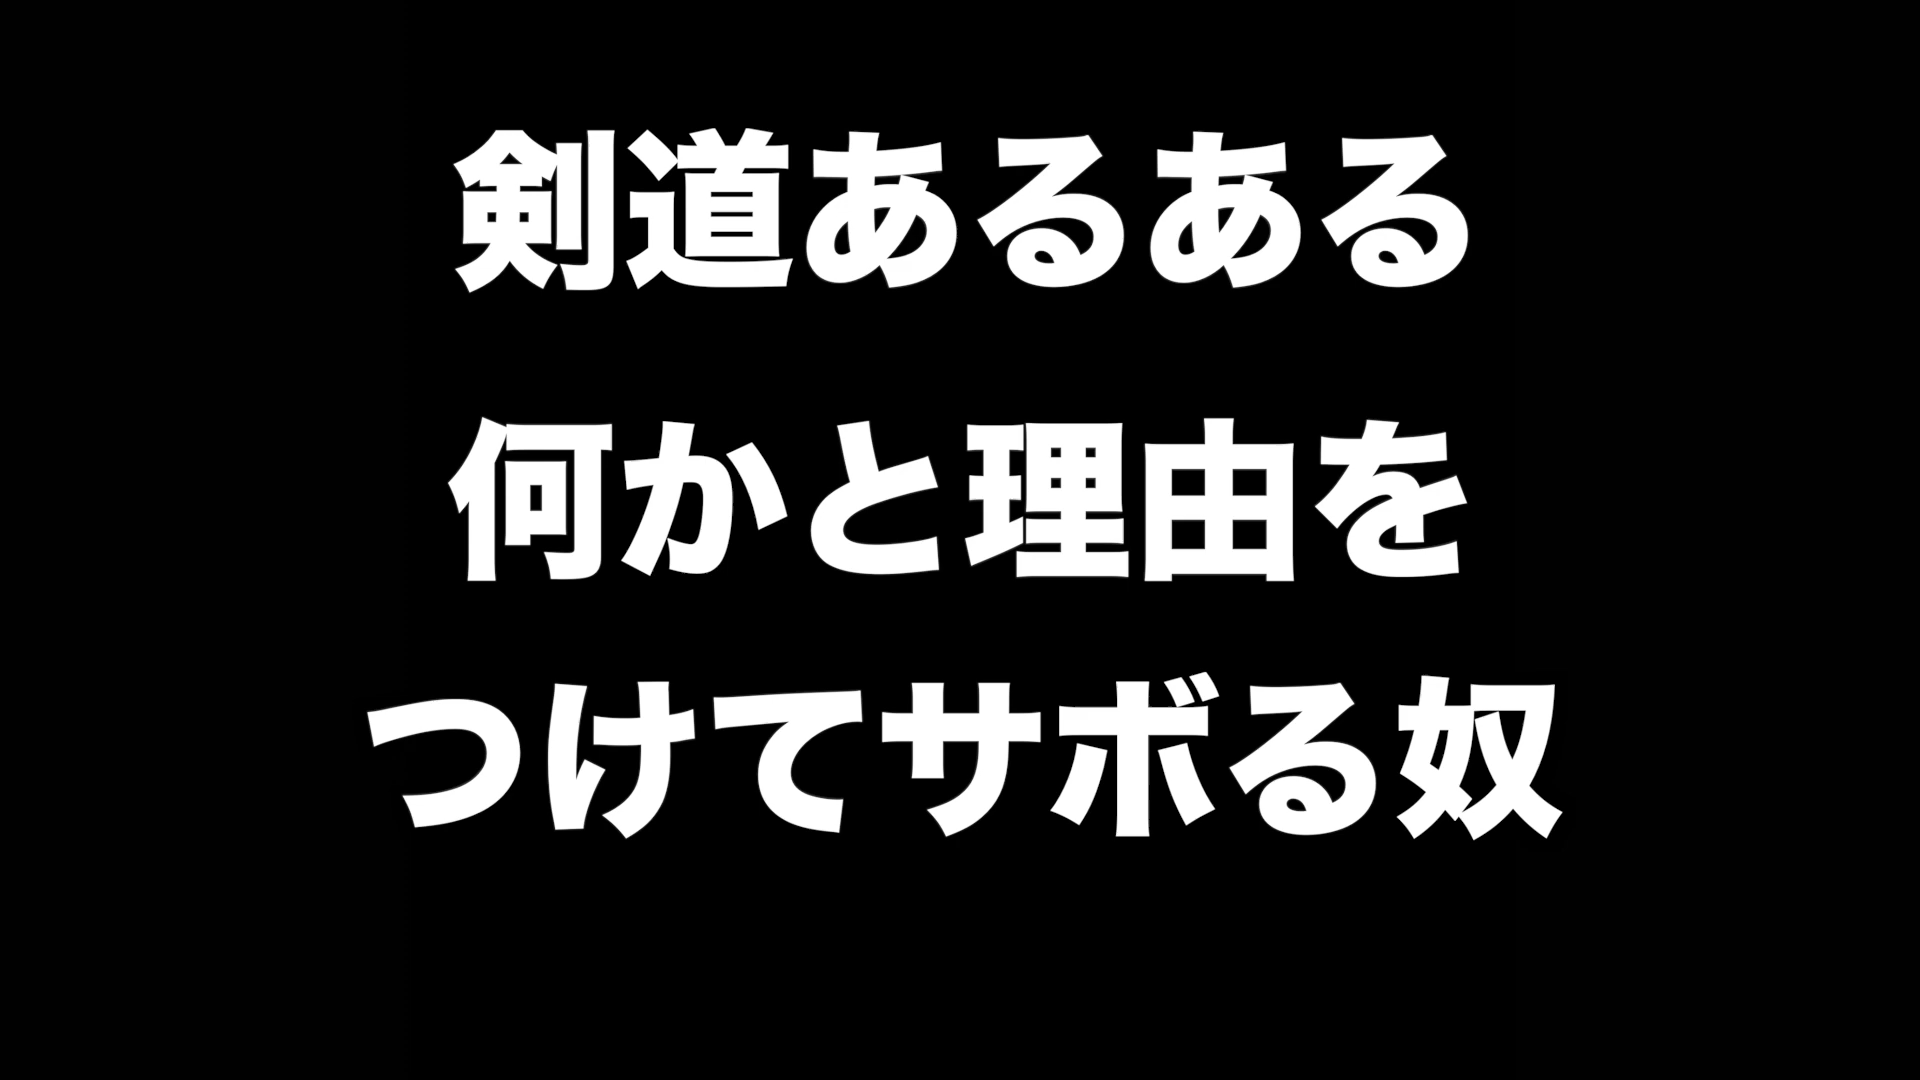 剣道あるある
何かと理由を
つけてサボる奴